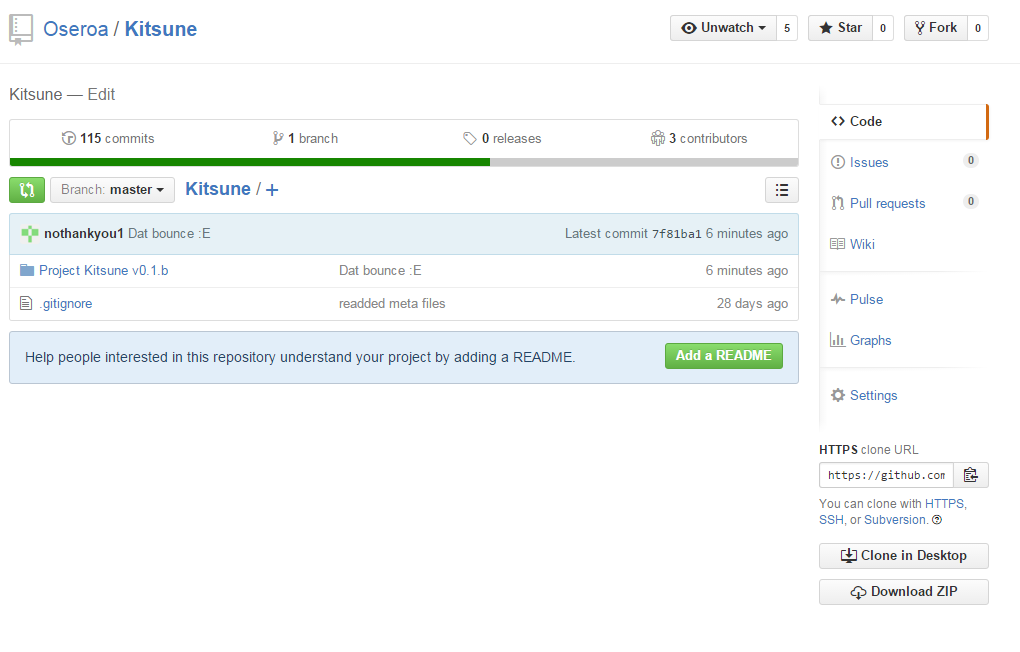 Oseroa / Kitsune
Unwatch 5
Star 0
Fork 0
Kitsune — Edit
115 commits
1 branch
0 releases
3 contributors
Branch: master
Kitsune / +
nothankyou1 Dat bounce :E
Latest commit 7f81ba1 6 minutes ago
Project Kitsune v0.1.b Dat bounce :E 6 minutes ago
.gitignore readded meta files 28 days ago
Help people interested in this repository understand your project by adding a README.
Add a README
Code
Issues 0
Pull requests 0
Wiki
Pulse
Graphs
Settings
HTTPS clone URL
https://github.com
You can clone with HTTPS,
SSH, or Subversion.
Clone in Desktop
Download ZIP